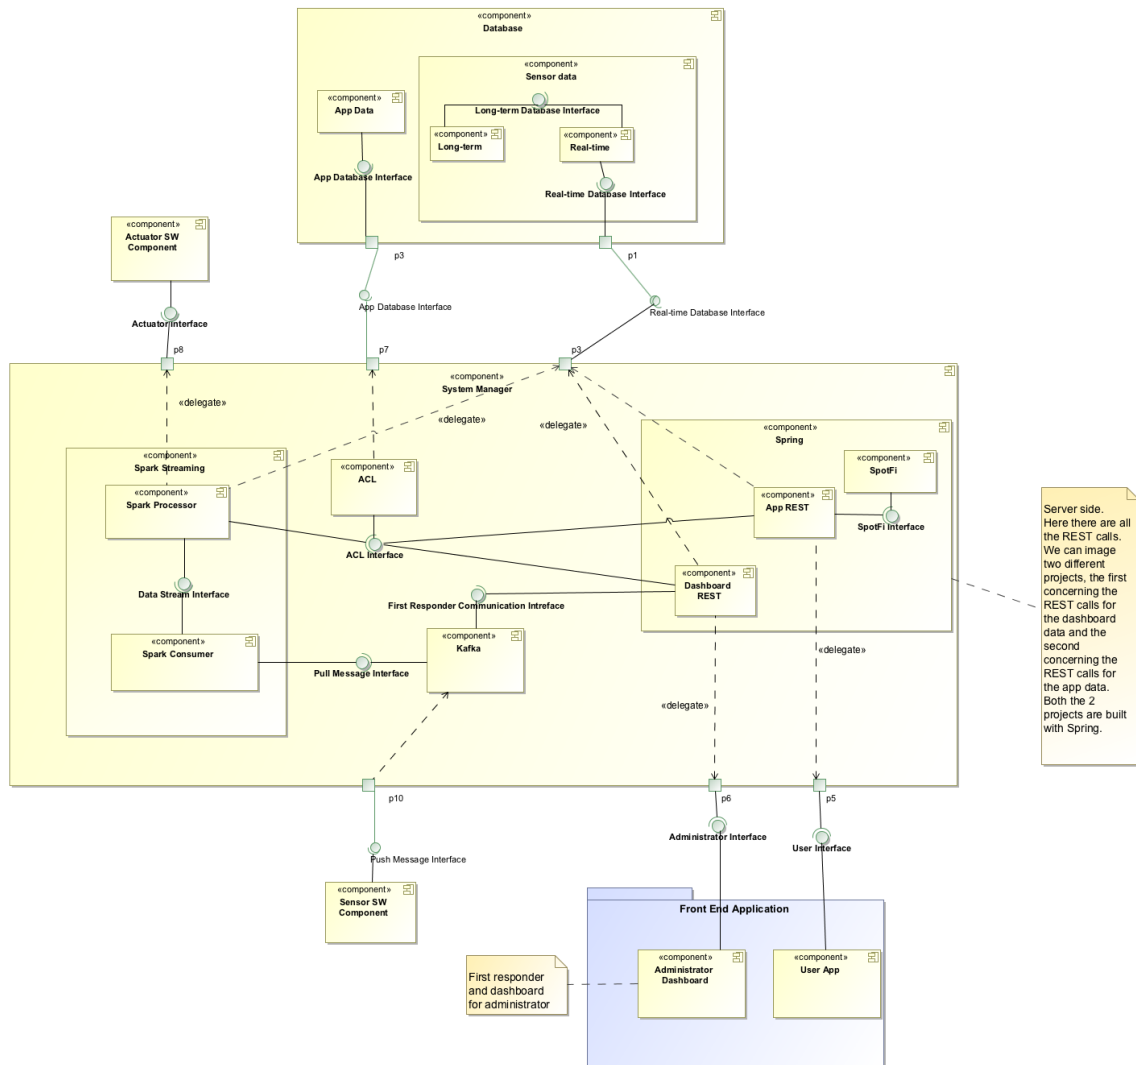 «component»
Database
«component»
Sensor data
«component»
App Data
Long-term Database Interface
«component»
Long-term
«component»
Real-time
App Database Interface
Real-time Database Interface
«component»
Actuator SW
Component
p3
p1
App Database Interface
Real-time Database Interface
Actuator interface
p8
p7
p3
«component»
System Manager
«delegate»
«delegate»
«delegate»
«component»
Spring
«component»
Spark Streaming
«component»
ACL
«component»
SpotFi
«component»
Spark Processor
«component»
App REST
SpotFi Interface
ACL Interface
«component»
Dashboard
REST
Data Stream Interface
First Responder Communication Intreface
«component»
Spark Consumer
«component»
Kafka
Pull Message Interface
«delegate»
«delegate»
Server side.
Here there are all
the REST calls.
We can image
two different
projects, the first
concerning the
REST calls for
the dashboard
data and the
second
concerning the
REST calls for
the app data.
Both the 2
projects are built
with Spring.
p10
p6
p5
Administrator Interface
User Interface
Push Message Interface
«component»
Sensor SW
Component
Front End Application
«component»
Administrator
Dashboard
«component»
User App
First responder
and dashboard
for administrator